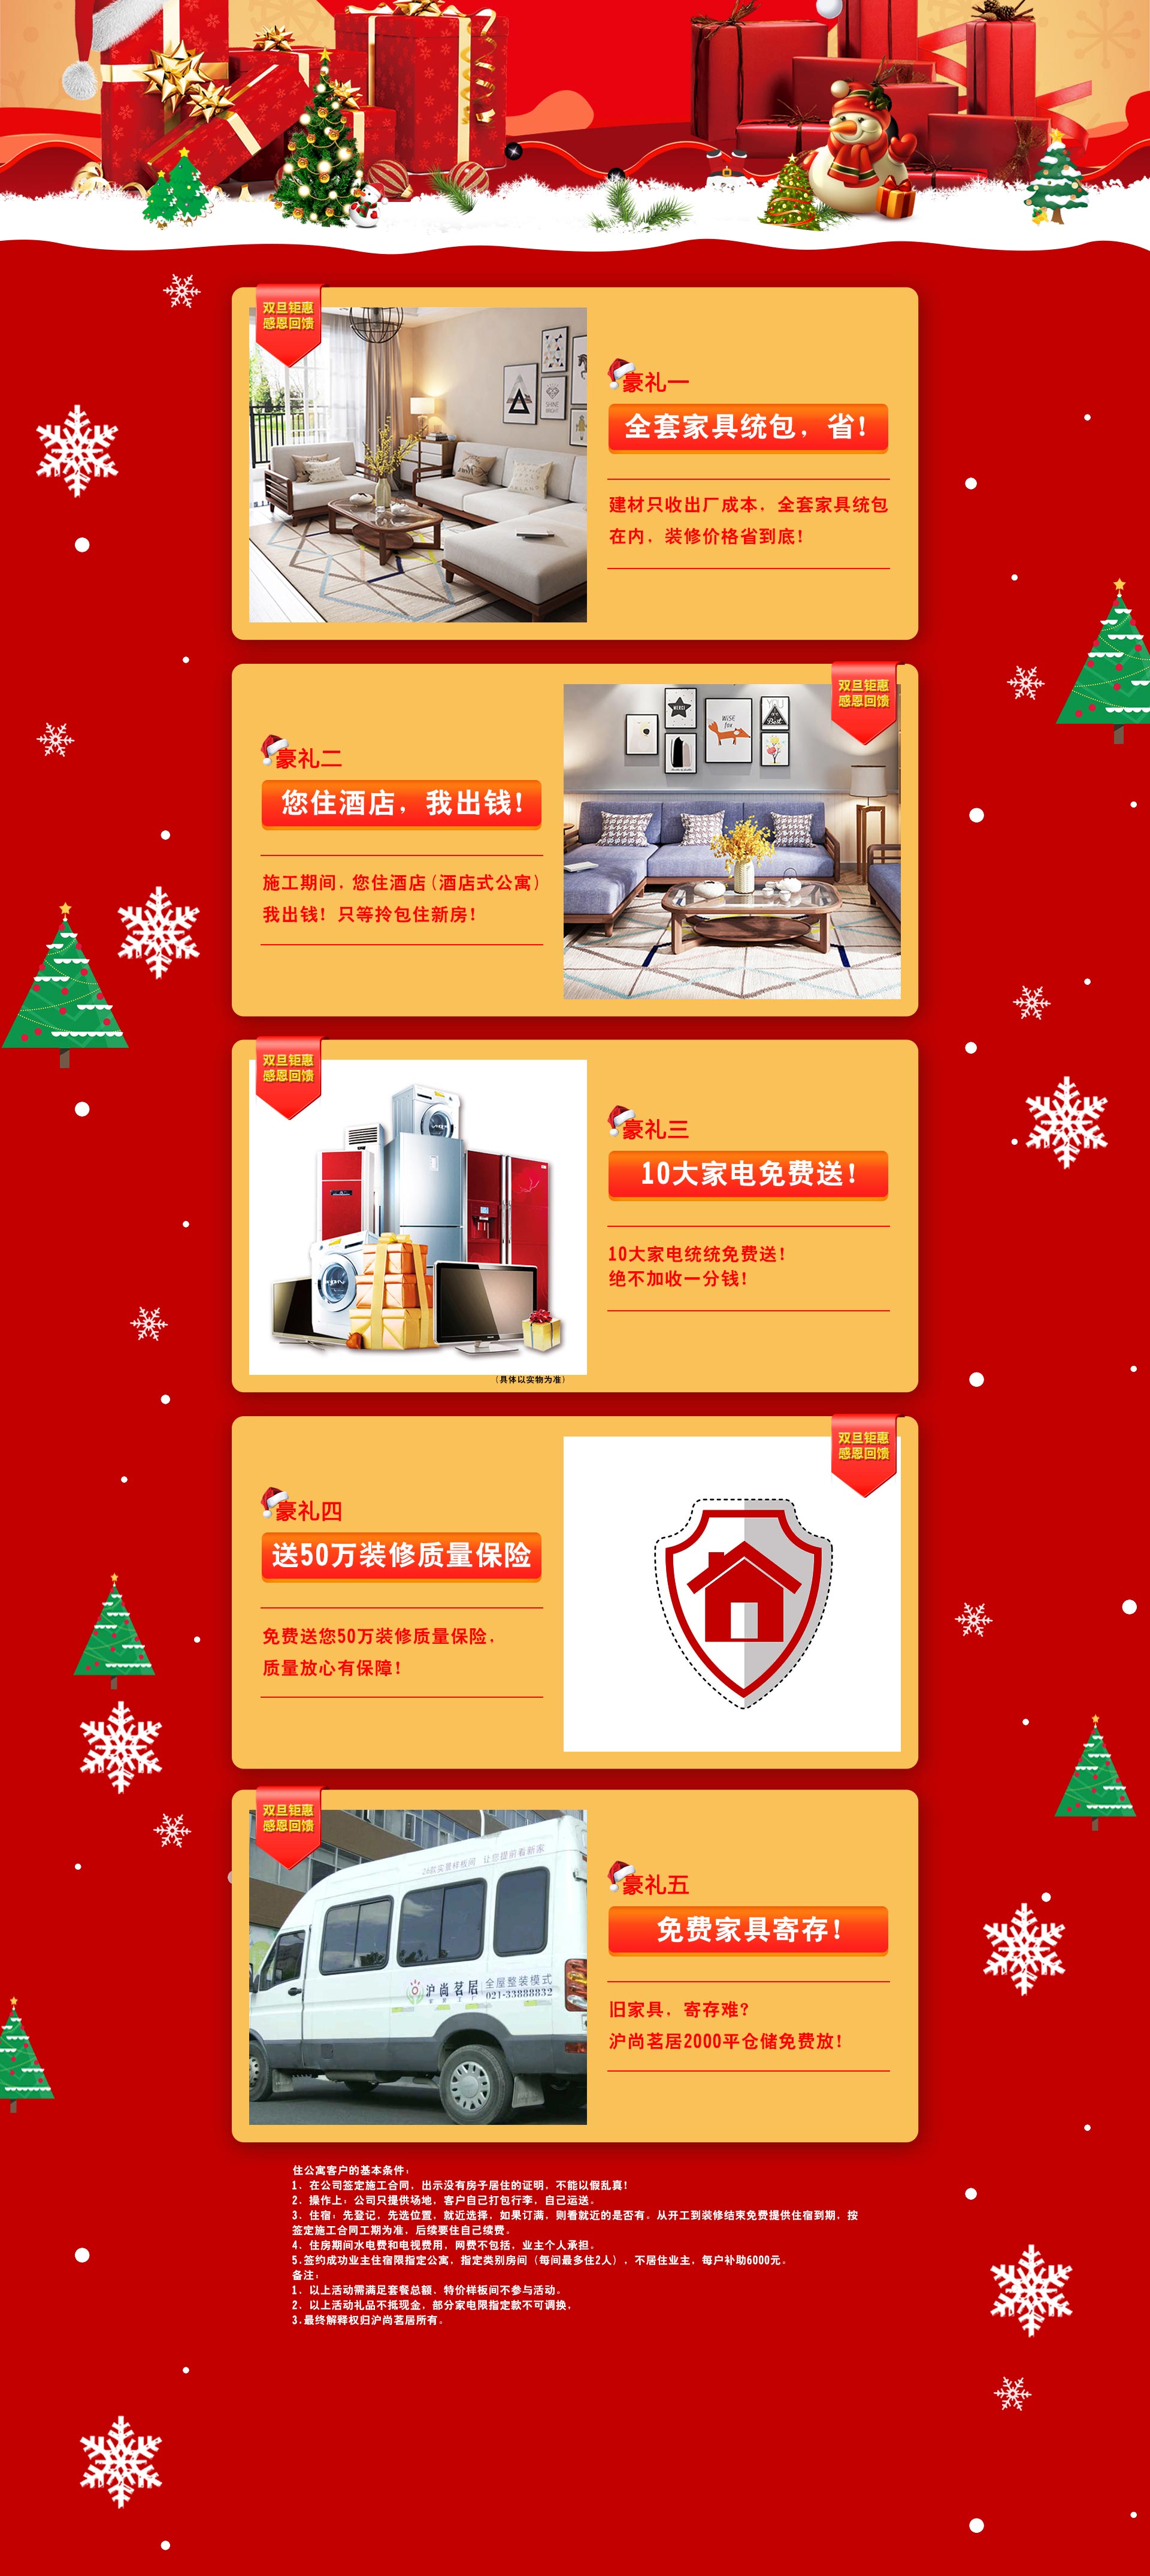 双旦钜惠
感恩回馈
豪礼一
全套家具统包，省!
建材只收出厂成本，全套家具统包
在内，装修价格省到底!
双旦钜惠
感恩回馈
豪礼二
您住酒店，我出钱!
施工期间，您住酒店(酒店式公寓)
我出钱! 只等拎包住新房!
双旦钜惠
感恩回馈
豪礼三
10大家电免费送!
10大家电统统免费送!
绝不加收一分钱!
(具体以实物为准)
双旦钜惠
感恩回馈
豪礼四
送50万装修质量保险
免费送您50万装修质量保险，
质量放心有保障!
双旦钜惠
感恩回馈
26款实景样板间 让您提前看新家
沪尚茗居 全屋整装模式
021-33888832
豪礼五
免费家具寄存!
旧家具，寄存难?
沪尚茗居2000平仓储免费放!
住公寓客户的基本条件：
1、在公司签定施工合同，出示没有房子居住的证明，不能以假乱真!
2、操作上：公司只提供场地，客户自己打包行李，自己运送。
3、住宿：先登记，先选位置，就近选择，如果订满，则看就近的是否有。从开工到装修结束免费提供住宿到期，按
签定施工合同工期为准，后续要住自己续费。
4、住房期间水电费和电视费用，网费不包括，业主个人承担。
5.签约成功业主住宿限指定公寓，指定类别房间（每间最多住2人），不居住业主，每户补助6000元。
备注：
1、以上活动需满足套餐总额，特价样板间不参与活动。
2、以上活动礼品不抵现金，部分家电限指定款不可调换，
3.最终解释权归沪尚茗居所有。